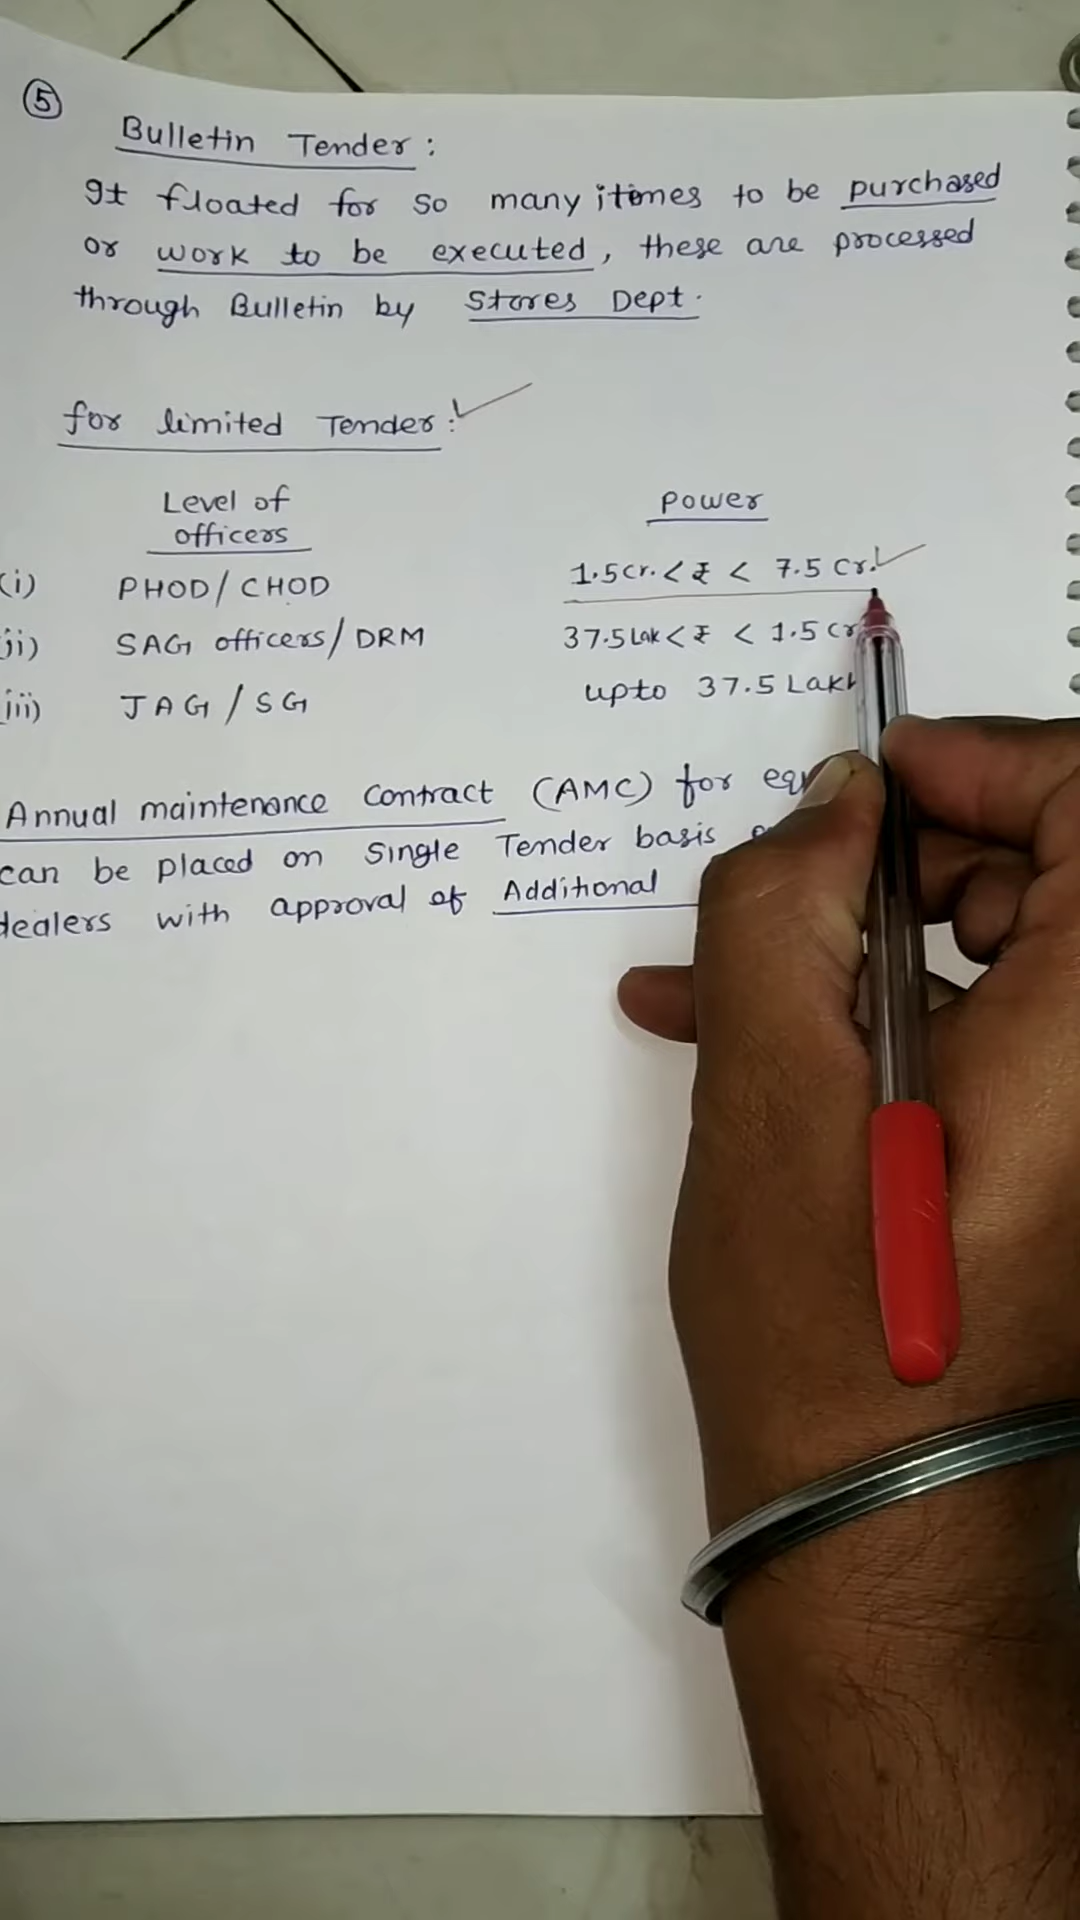 5
Bulletin Tender:
It floated for so many itmes to be purchased
or work to be executed, these are processed
through Bulletin by Stores Dept.
for limited Tender:
Level of officers
Power
(i) PHOD/CHOD 1.5Cr. < ₹ < 7.5 Cr.
(ii) SAG officers/DRM 37.5 Lak < ₹ < 1.5 Cr
(iii) JAG/SG upto 37.5 Lakh
Annual maintenance Contract (AMC) for
can be placed on Single Tender basis
dealers with approval of Additional